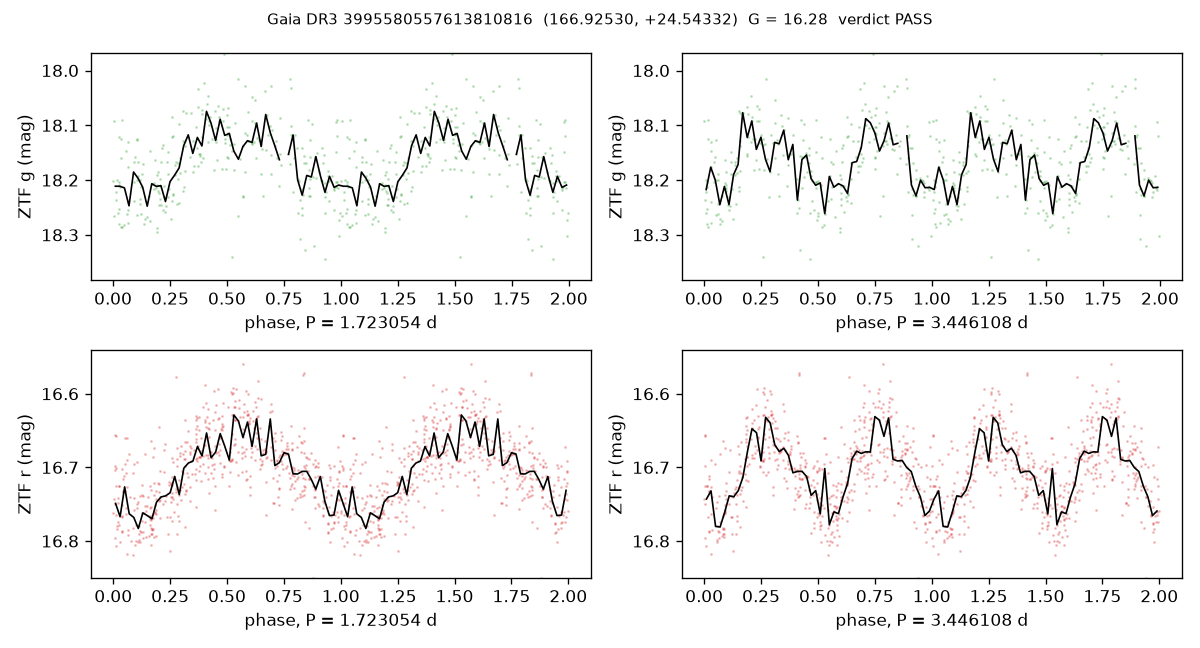 Gaia DR3 3995580557613810816 (166.92530, +24.54332) G = 16.28 verdict PASS
18.0
18.1
18.2
18.3
ZTF g (mag)
0.00 0.25 0.50 0.75 1.00 1.25 1.50 1.75 2.00
phase, P = 1.723054 d
18.0
18.1
18.2
18.3
ZTF g (mag)
0.00 0.25 0.50 0.75 1.00 1.25 1.50 1.75 2.00
phase, P = 3.446108 d
16.6
16.7
16.8
ZTF r (mag)
0.00 0.25 0.50 0.75 1.00 1.25 1.50 1.75 2.00
phase, P = 1.723054 d
16.6
16.7
16.8
ZTF r (mag)
0.00 0.25 0.50 0.75 1.00 1.25 1.50 1.75 2.00
phase, P = 3.446108 d